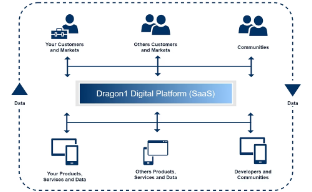 Your Customers
and Markets
Others Customers
and Markets
Communities
Dragon1 Digital Platform (SaaS)
Data
Data
Your Products,
Services and Data
Others Products,
Services and Data
Developers and
Communities